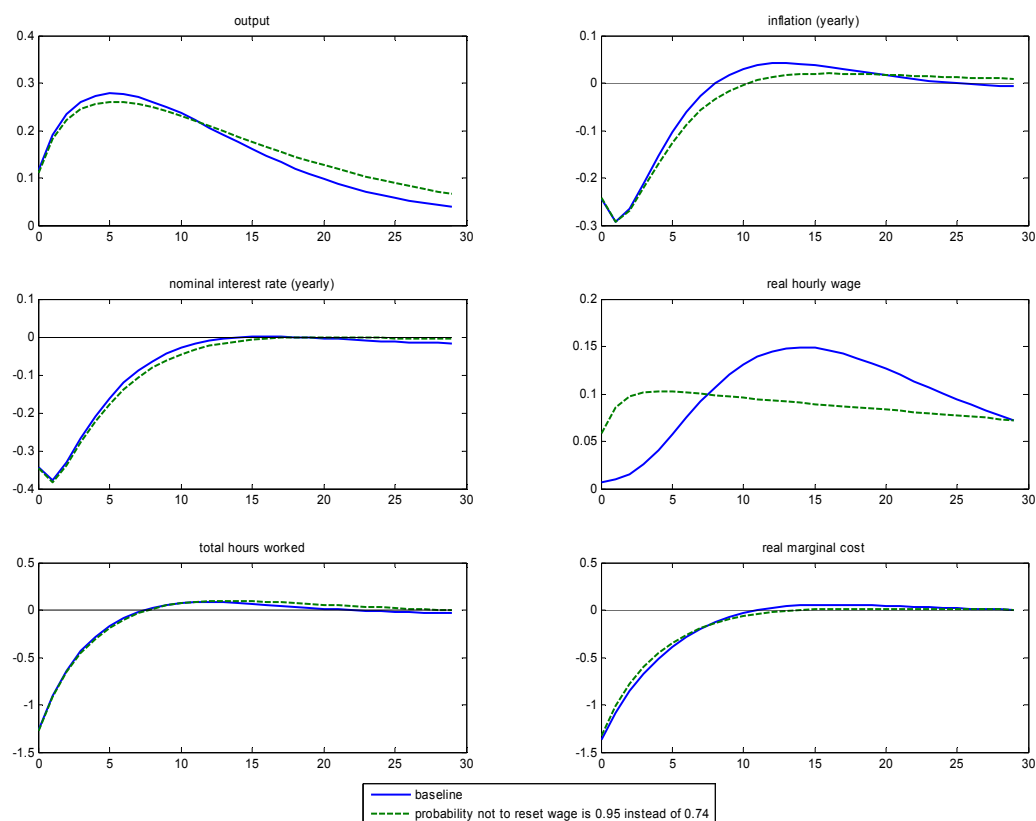 output
0.4
0.3
0.2
0.1
0
0 5 10 15 20 25 30
inflation (yearly)
0.1
0
-0.1
-0.2
-0.3
0 5 10 15 20 25 30
nominal interest rate (yearly)
0.1
0
-0.1
-0.2
-0.3
-0.4
0 5 10 15 20 25 30
real hourly wage
0.2
0.15
0.1
0.05
0
0 5 10 15 20 25 30
total hours worked
0.5
0
-0.5
-1
-1.5
0 5 10 15 20 25 30
real marginal cost
0.5
0
-0.5
-1
-1.5
0 5 10 15 20 25 30
baseline
probability not to reset wage is 0.95 instead of 0.74